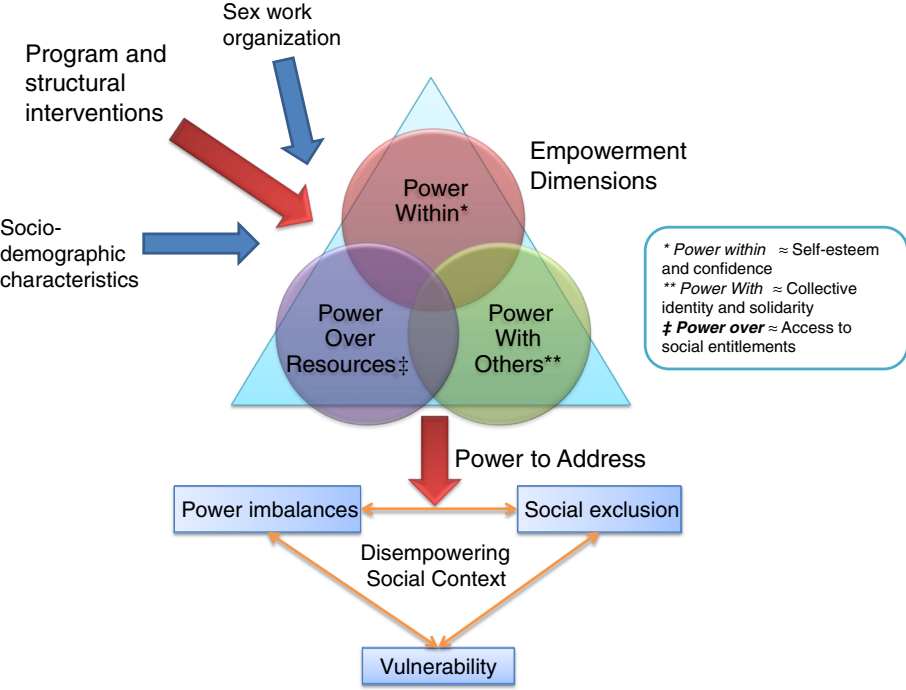 Sex work
organization
Program and
structural
interventions
Socio-
demographic
characteristics
Empowerment
Dimensions
Power
Within*
Power
Over
Resources‡
Power
With
Others**
* Power within ≈ Self-esteem
and confidence
** Power With ≈ Collective
identity and solidarity
‡ Power over ≈ Access to
social entitlements
Power to Address
Power imbalances
Social exclusion
Disempowering
Social Context
Vulnerability